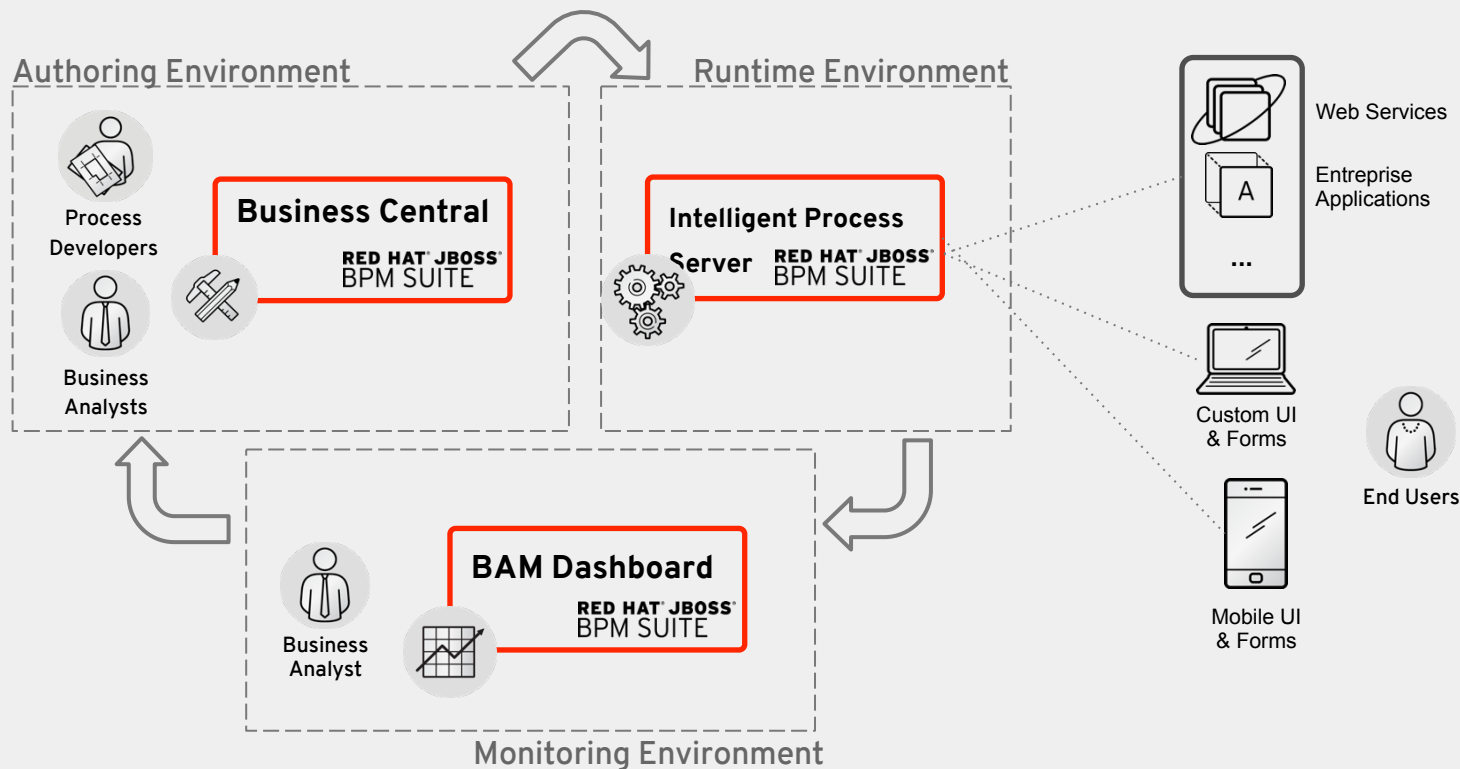 Authoring Environment
Process
Developers
Business
Analysts
Business Central
RED HAT® JBOSS®
BPM SUITE
Runtime Environment
Intelligent Process
Server
RED HAT® JBOSS®
BPM SUITE
Web Services
A
Entreprise
Applications
...
Custom UI
& Forms
Mobile UI
& Forms
End Users
Business
Analyst
BAM Dashboard
RED HAT® JBOSS®
BPM SUITE
Monitoring Environment